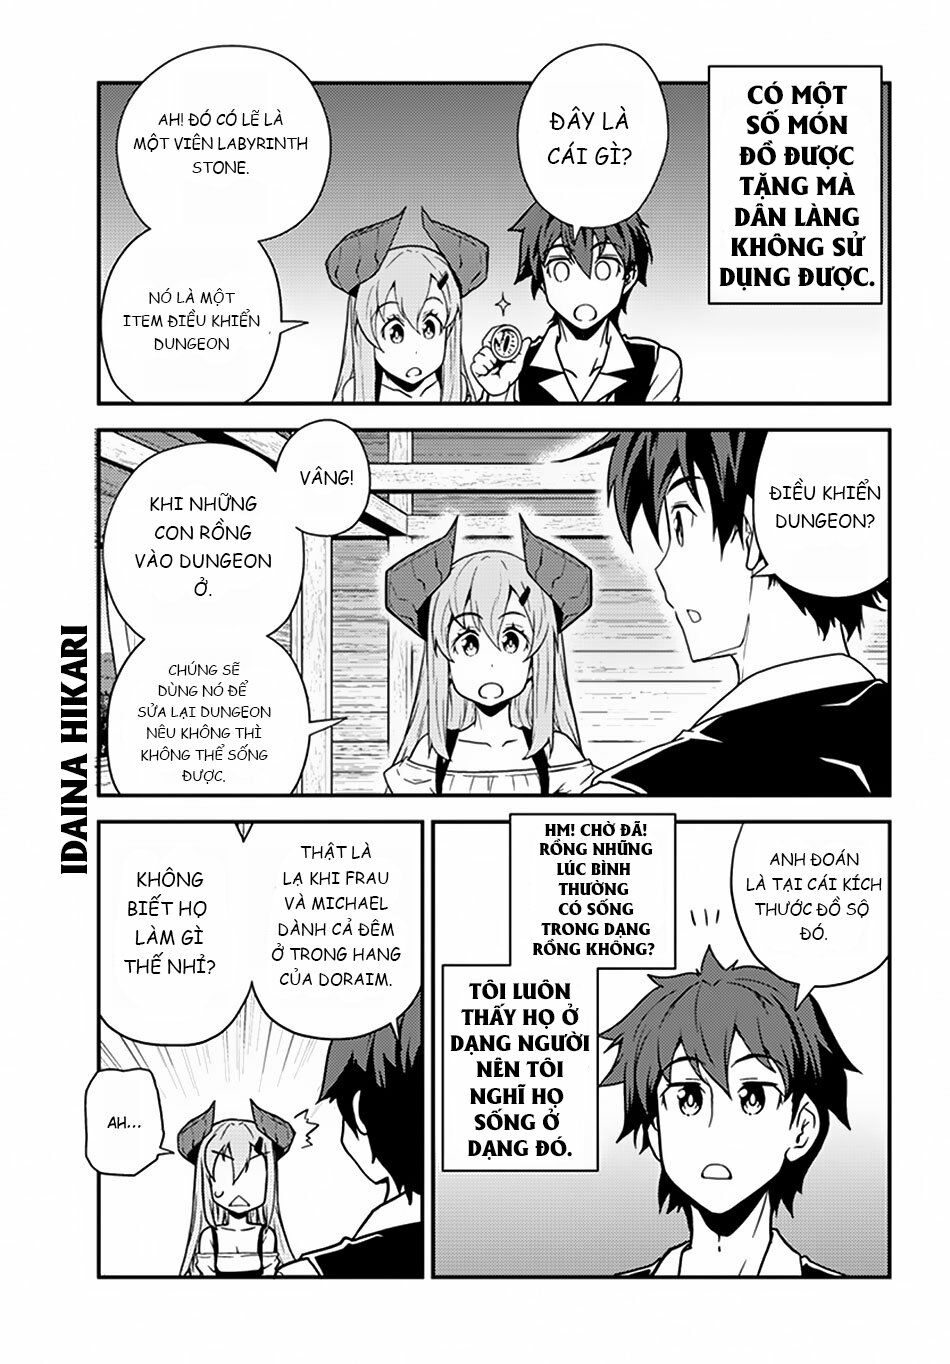 CÓ MỘT
SỐ MÓN
ĐỒ ĐƯỢC
TẶNG MÀ
DÂN LÀNG
KHÔNG SỬ
DỤNG ĐƯỢC.
ĐÂY LÀ
CÁI GÌ?
AH! ĐÓ CÓ LẼ LÀ
MỘT VIÊN LABYRINTH
STONE.
NÓ LÀ MỘT
ITEM ĐIỀU KHIỂN
DUNGEON
ĐIỀU KHIỂN
DUNGEON?
VÂNG!
KHI NHỮNG
CON RỒNG
VÀO DUNGEON
Ở.
CHÚNG SẼ
DÙNG NÓ ĐỂ
SỬA LẠI DUNGEON
NÊU KHÔNG THÌ
KHÔNG THỂ SỐNG
ĐƯỢC.
IDAINA HIKARI
ANH ĐOÁN
LÀ TẠI CÁI KÍCH
THƯỚC ĐỒ SỘ
ĐÓ.
HM! CHỜ ĐÃ!
RỒNG NHỮNG
LÚC BÌNH
THƯỜNG
CÓ SỐNG
TRONG DẠNG
RỒNG KHÔNG?
TÔI LUÔN
THẤY HỌ Ở
DẠNG NGƯỜI
NÊN TÔI
NGHĨ HỌ
SỐNG Ở
DẠNG ĐÓ.
THẬT LÀ
LẠ KHI FRAU
VÀ MICHAEL
DÀNH CẢ ĐÊM
Ở TRONG HANG
CỦA DORAIM.
KHÔNG
BIẾT HỌ
LÀM GÌ
THẾ NHỈ?
AH...